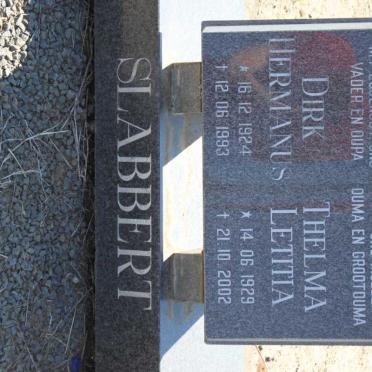 VADER EN OUPA
OUMA EN GROOTOUMA
DIRK
HERMANUS
THELMA
LETITIA
★ 16. 12. 1924
✝ 12. 06. 1993
★ 14. 06. 1929
✝ 21. 10. 2002
SLABBERT